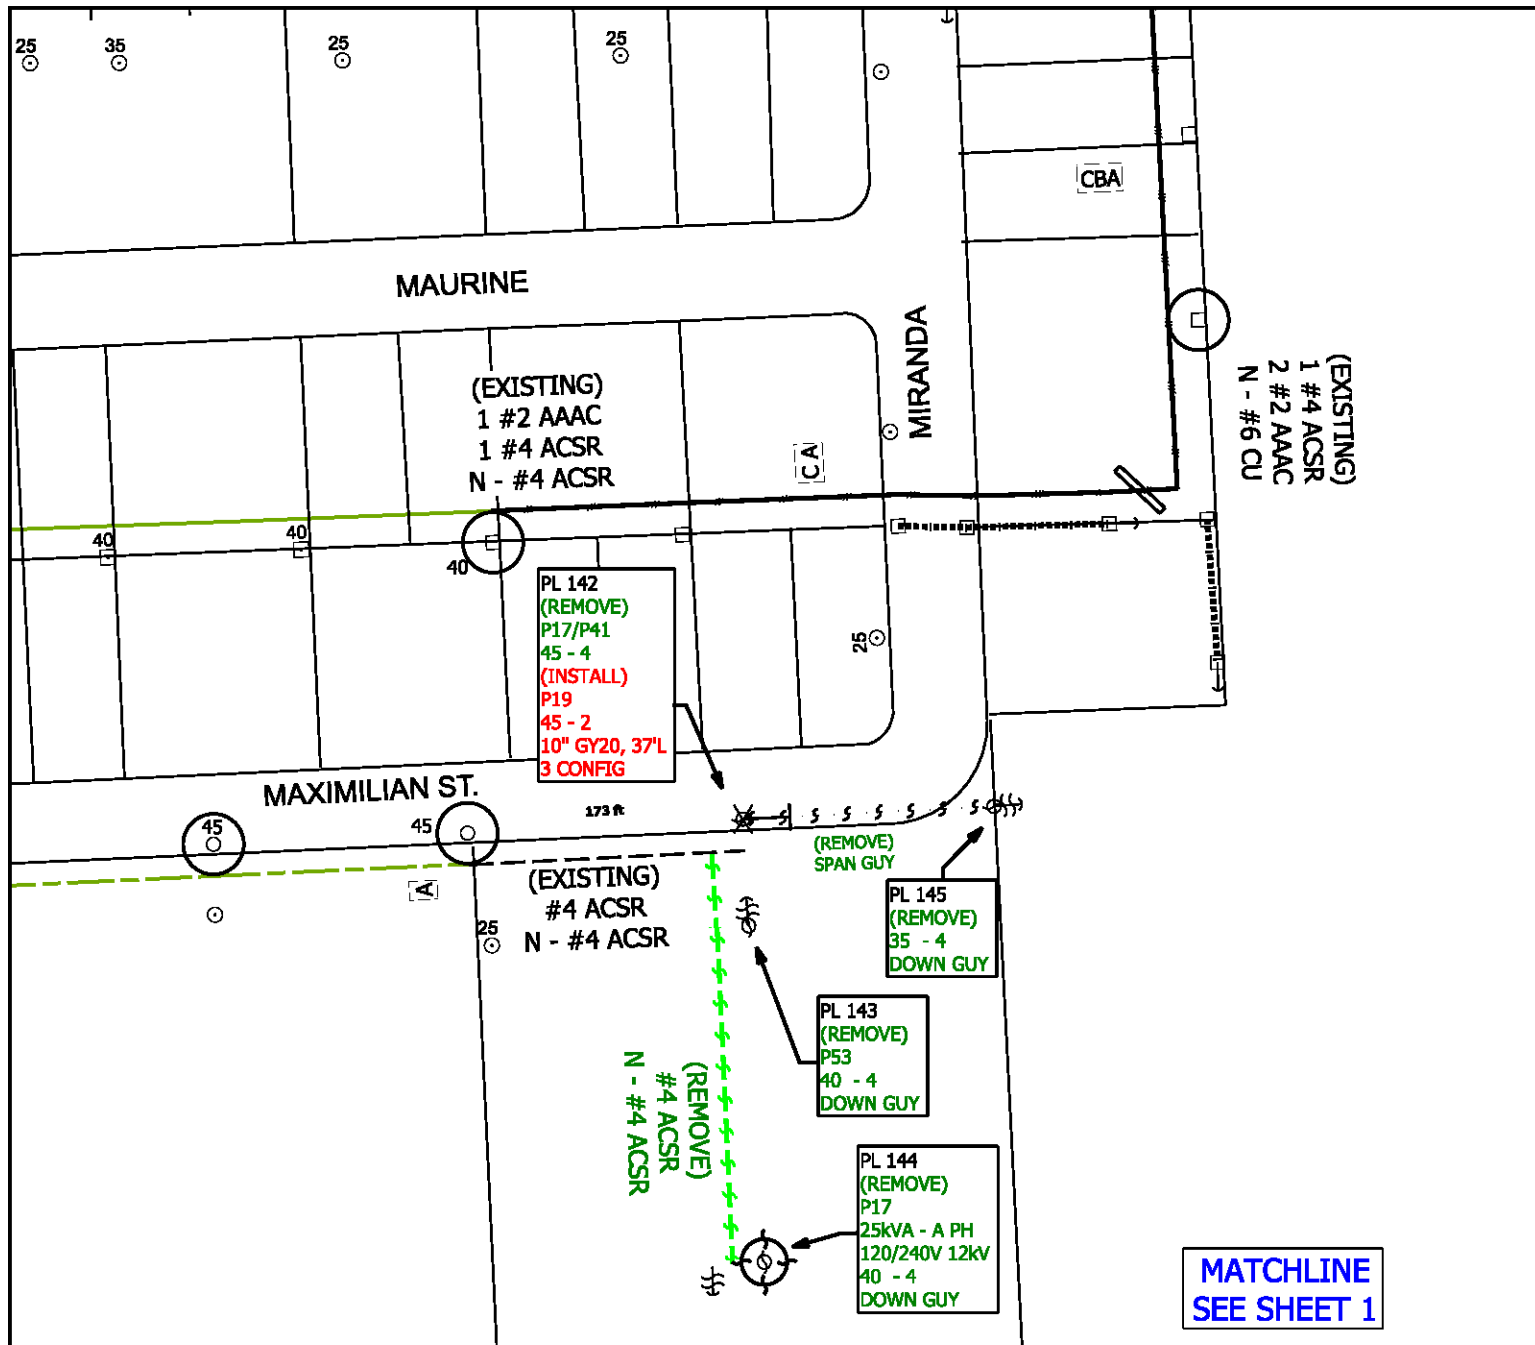 25
35
25
25
CBA
MAURINE
MIRANDA
(EXISTING)
1 #4 ACSR
2 #2 AAAC
N - #6 CU
(EXISTING)
1 #2 AAAC
1 #4 ACSR
N - #4 ACSR
C A
40
40
40
PL 142
(REMOVE)
P17/P41
45 - 4
(INSTALL)
P19
45 - 2
10" GY20, 37'L
3 CONFIG
25
MAXIMILIAN ST.
173 ft
45
45
(REMOVE)
SPAN GUY
A
(EXISTING)
#4 ACSR
N - #4 ACSR
25
PL 145
(REMOVE)
35 - 4
DOWN GUY
PL 143
(REMOVE)
P53
40 - 4
DOWN GUY
(REMOVE)
#4 ACSR
N - #4 ACSR
PL 144
(REMOVE)
P17
25kVA - A PH
120/240V 12kV
40 - 4
DOWN GUY
MATCHLINE
SEE SHEET 1